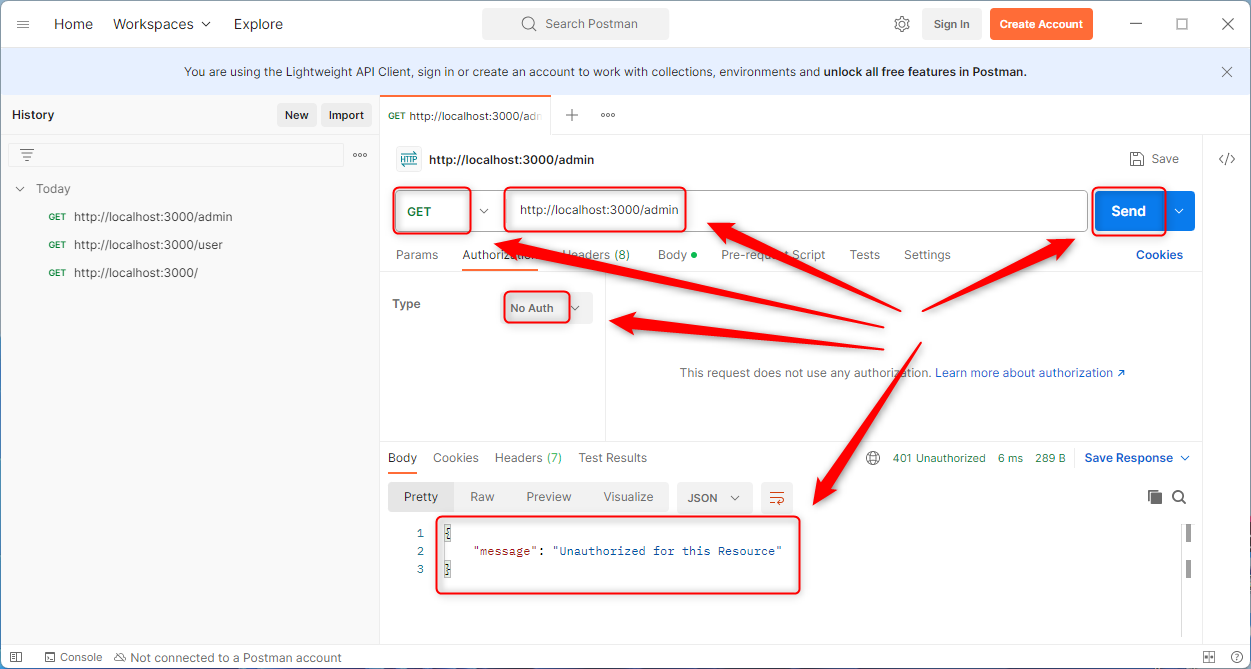 Home Workspaces Explore Search Postman Sign In Create Account
You are using the Lightweight API Client, sign in or create an account to work with collections, environments and unlock all free features in Postman.
History New Import
GET http://localhost:3000/adn
HTTP http://localhost:3000/admin Save </>
Today
GET http://localhost:3000/admin
GET http://localhost:3000/user
GET http://localhost:3000/
GET http://localhost:3000/admin Send
Params Authorization Headers (8) Body Pre-request Script Tests Settings Cookies
Type No Auth
This request does not use any authorization. Learn more about authorization
Body Cookies Headers (7) Test Results 401 Unauthorized 6 ms 289 B Save Response
Pretty Raw Preview Visualize JSON
1 {
2 "message": "Unauthorized for this Resource"
3 }
Console Not connected to a Postman account